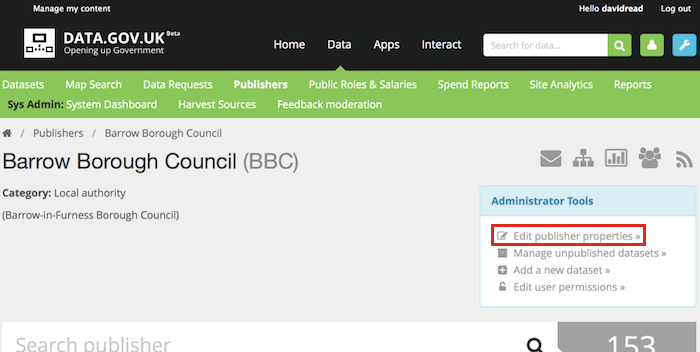 Manage my content
Hello davidread Log out
DATA.GOV.UK Beta
Opening up Government
Home Data Apps Interact
Search for data...
Datasets Map Search Data Requests Publishers Public Roles & Salaries Spend Reports Site Analytics Reports
Sys Admin: System Dashboard Harvest Sources Feedback moderation
/ Publishers / Barrow Borough Council
Barrow Borough Council (BBC)
Category: Local authority
(Barrow-in-Furness Borough Council)
Administrator Tools
Edit publisher properties »
Manage unpublished datasets »
Add a new dataset »
Edit user permissions »
Search publisher
153